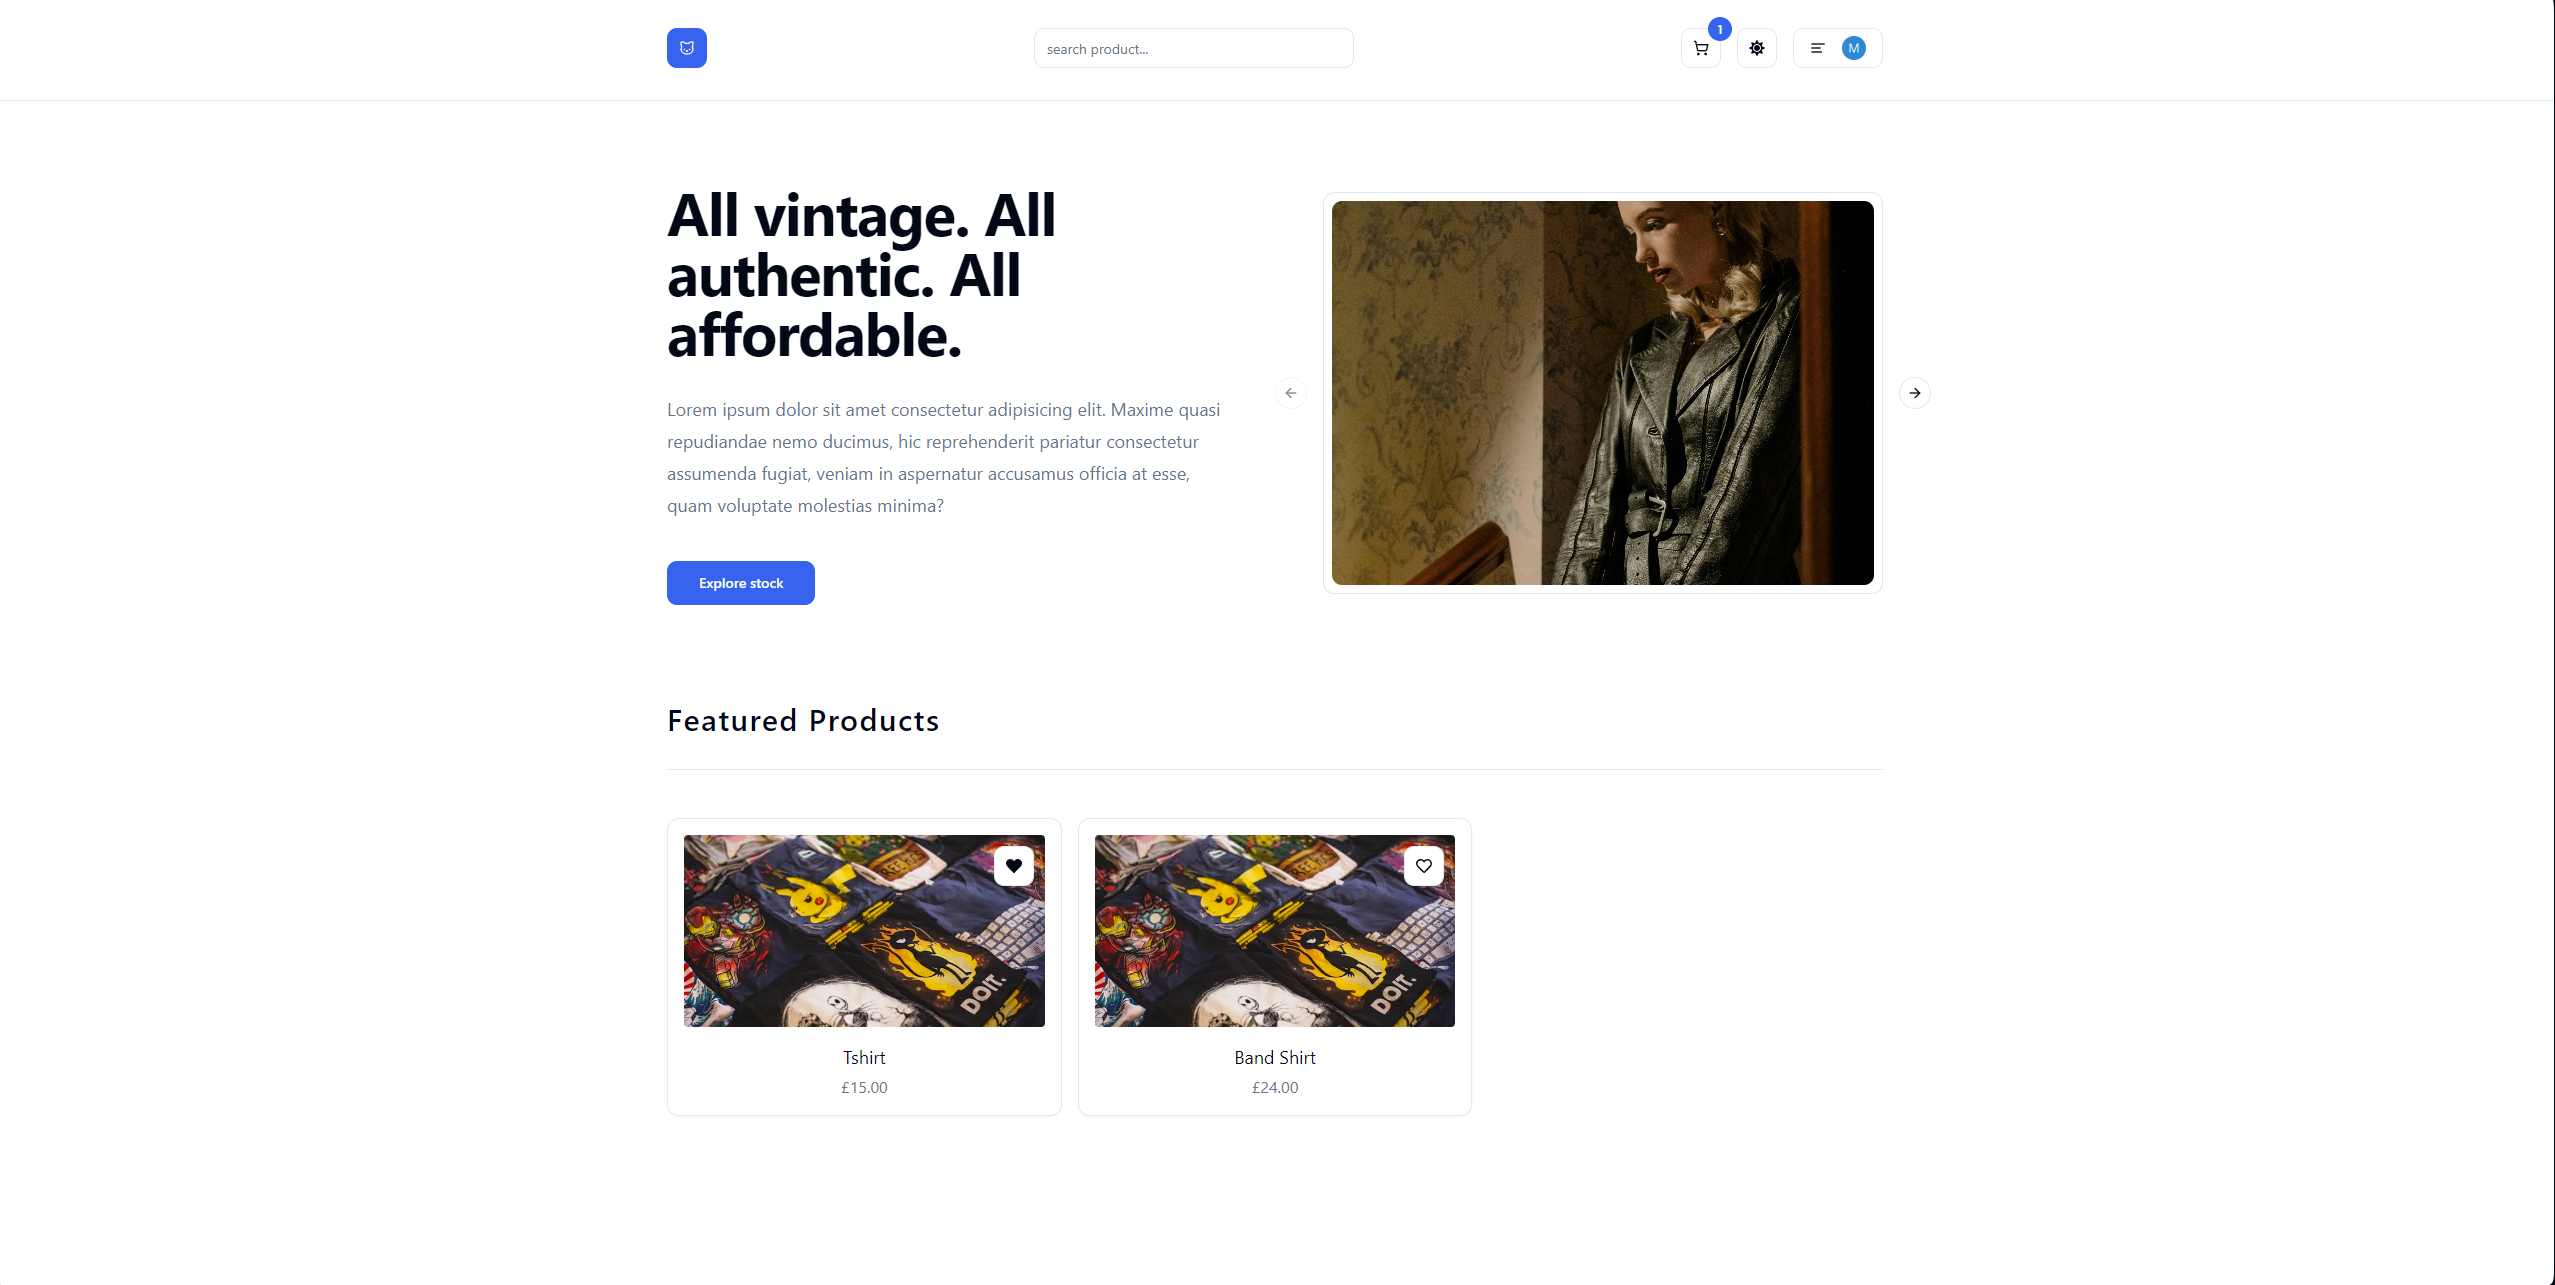 search product...
1
M
All vintage. All
authentic. All
affordable.
Lorem ipsum dolor sit amet consectetur adipisicing elit. Maxime quasi
repudiandae nemo ducimus, hic reprehenderit pariatur consectetur
assumenda fugiat, veniam in aspernatur accusamus officia at esse,
quam voluptate molestias minima?
Explore stock
Featured Products
DOIT.
DOIT.
Tshirt
Band Shirt
£15.00
£24.00